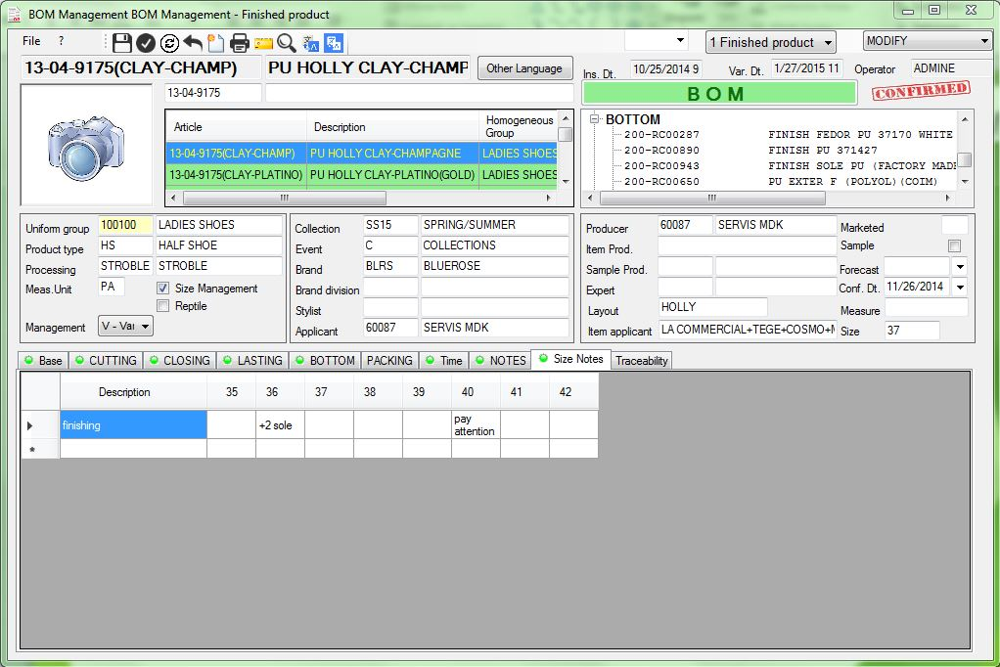 BOM Management BOM Management - Finished product
File ?
1 Finished product MODIFY
13-04-9175(CLAY-CHAMP) PU HOLLY CLAY-CHAMP Other Language Ins. Dt. 10/25/2014 9 Var. Dt. 1/27/2015 11 Operator ADMINE
13-04-9175 BOM CONFIRMED
Article Description Homogeneous Group
13-04-9175(CLAY-CHAMP) PU HOLLY CLAY-CHAMPAGNE LADIES SHOES
13-04-9175(CLAY-PLATINO) PU HOLLY CLAY-PLATINO(GOLD) LADIES SHOES
BOTTOM
200-RC00287 FINISH FEDOR PU 37170 WHITE
200-RC00890 FINISH PU 371427
200-RC00943 FINISH SOLE PU (FACTORY MAD
200-RC00650 PU EXTER F (POLYOL)(COIM)
Uniform group 100100 LADIES SHOES
Product type HS HALF SHOE
Processing STROBLE STROBLE
Meas.Unit PA Size Management
Reptile
Management V - Var
Collection SS15 SPRING/SUMMER
Event C COLLECTIONS
Brand BLRS BLUEROSE
Brand division
Stylist
Applicant 60087 SERVIS MDK
Producer 60087 SERVIS MDK Marketed
Item Prod. Sample
Sample Prod. Forecast
Expert Conf. Dt. 11/26/2014
Layout HOLLY Measure
Item applicant LA COMMERCIAL+TEGE+COSMO+M Size 37
Base CUTTING CLOSING LASTING BOTTOM PACKING Time NOTES Size Notes Traceability
Description 35 36 37 38 39 40 41 42
finishing +2 sole pay attention